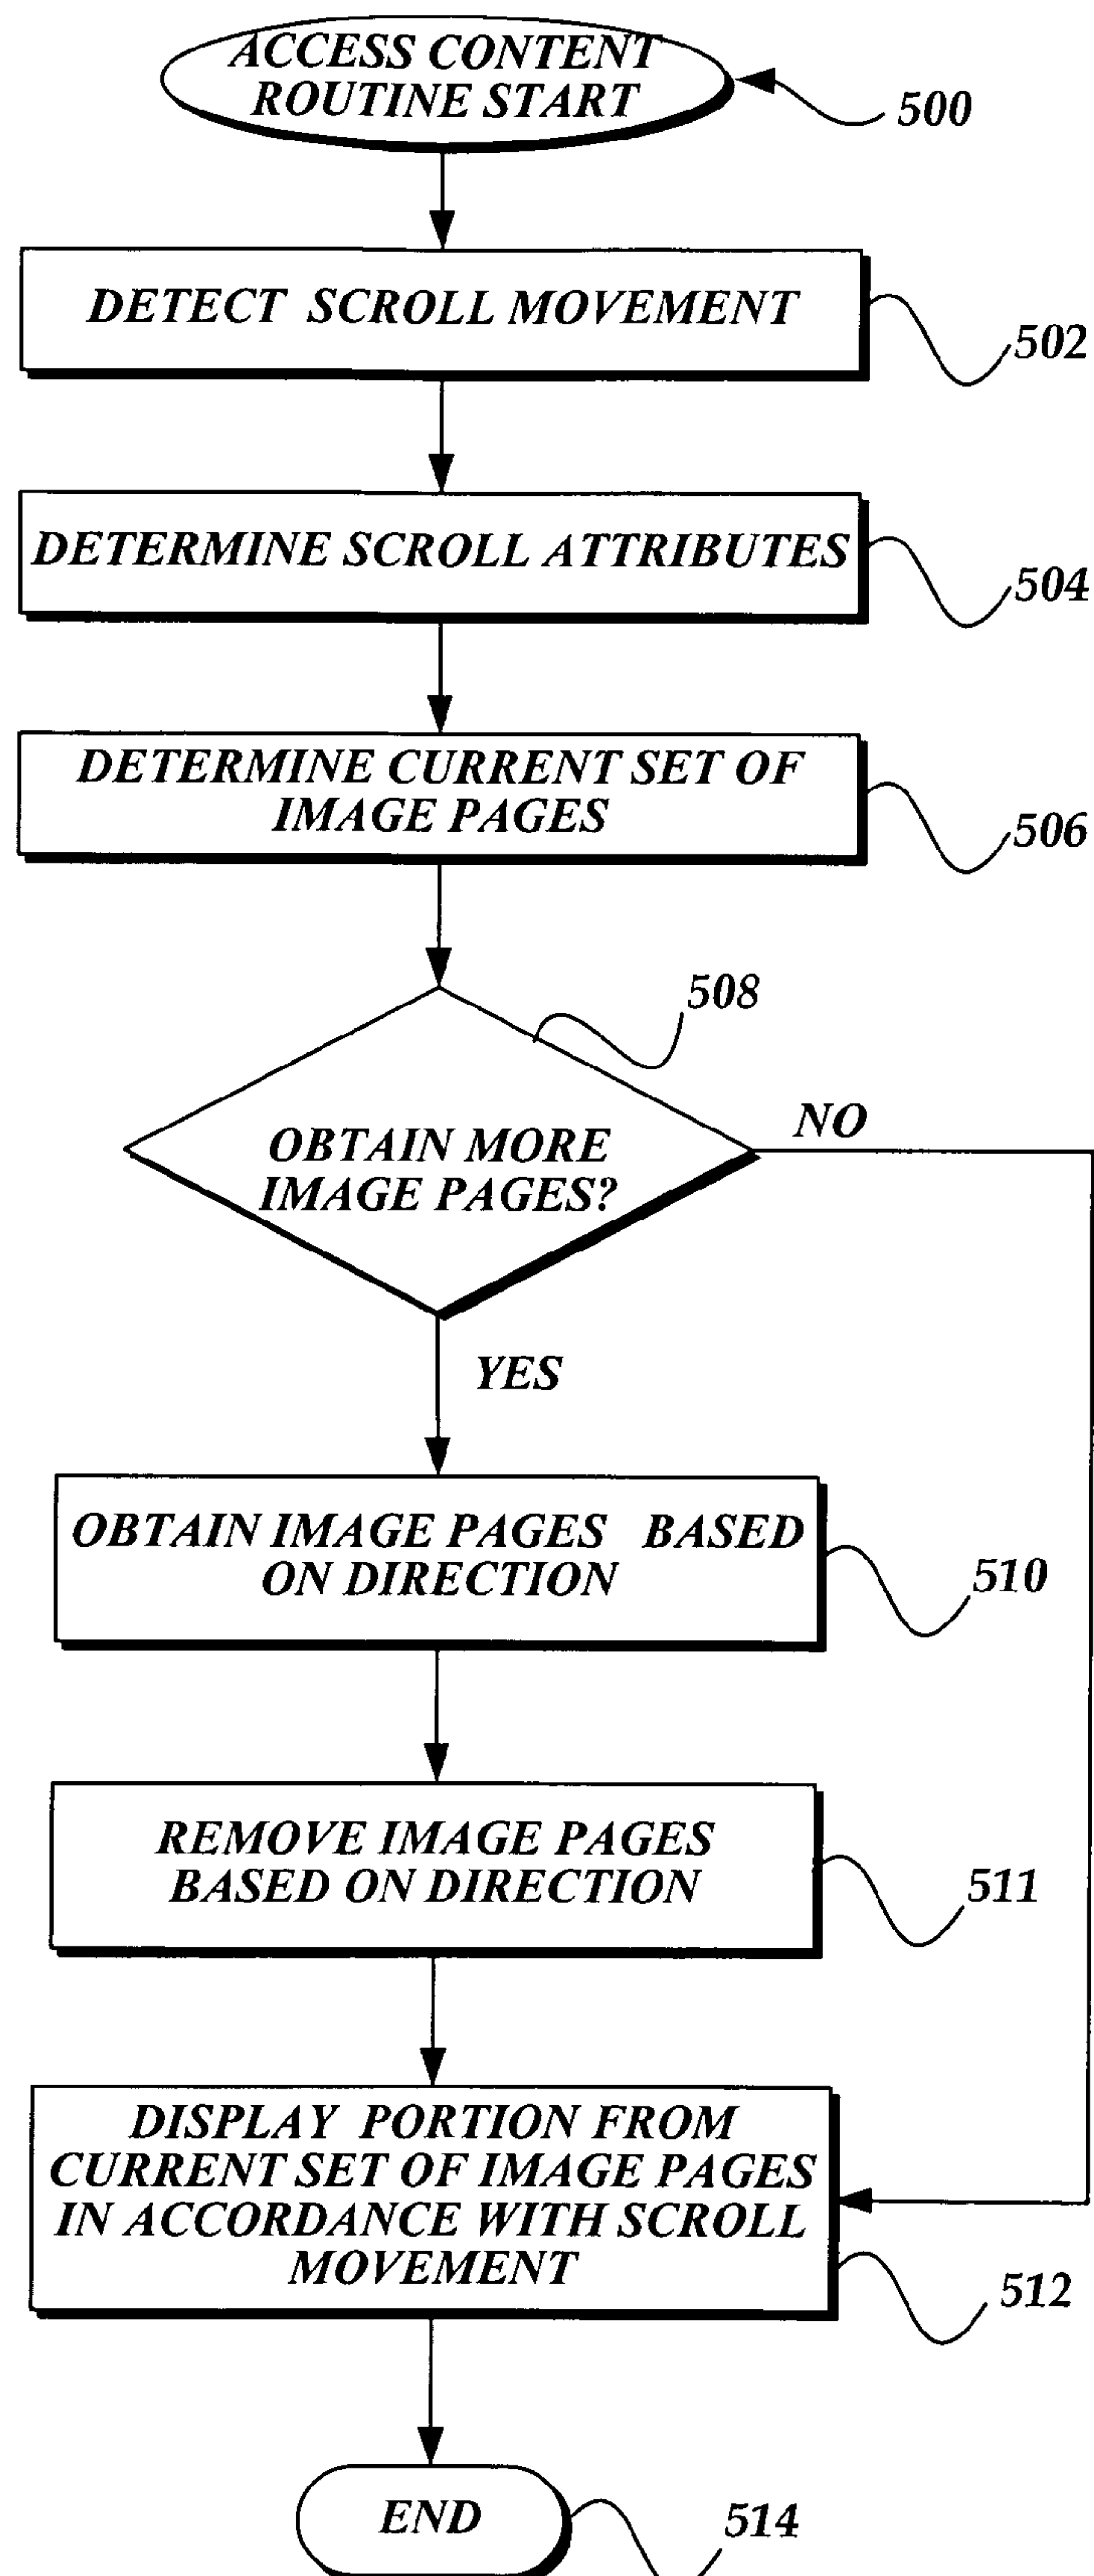 ACCESS CONTENT
ROUTINE START
500
DETECT SCROLL MOVEMENT
502
DETERMINE SCROLL ATTRIBUTES
504
DETERMINE CURRENT SET OF
IMAGE PAGES
506
508
OBTAIN MORE
IMAGE PAGES?
NO
YES
OBTAIN IMAGE PAGES BASED
ON DIRECTION
510
REMOVE IMAGE PAGES
BASED ON DIRECTION
511
DISPLAY PORTION FROM
CURRENT SET OF IMAGE PAGES
IN ACCORDANCE WITH SCROLL
MOVEMENT
512
END
514